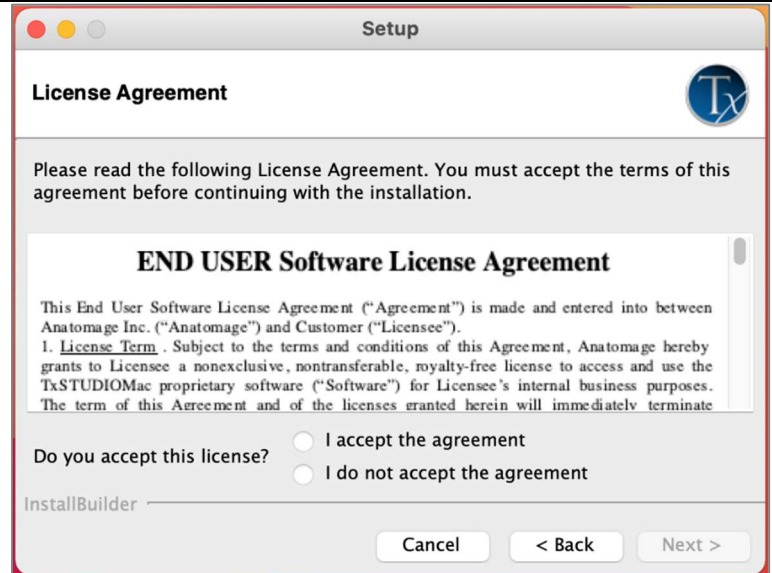 Setup
License Agreement
Tx
Please read the following License Agreement. You must accept the terms of this
agreement before continuing with the installation.
END USER Software License Agreement
This End User Software License Agreement (“Agreement”) is made and entered into between
Anatomage Inc. (“Anatomage”) and Customer (“Licensee”).
1. License Term . Subject to the terms and conditions of this Agreement, Anatomage hereby
grants to Licensee a nonexclusive, nontransferable, royalty-free license to access and use the
TxSTUDIOMac proprietary software (“Software”) for Licensee’s internal business purposes.
The term of this Agreement and of the licenses granted herein will immediately terminate
Do you accept this license?
I accept the agreement
I do not accept the agreement
InstallBuilder
Cancel
< Back
Next >